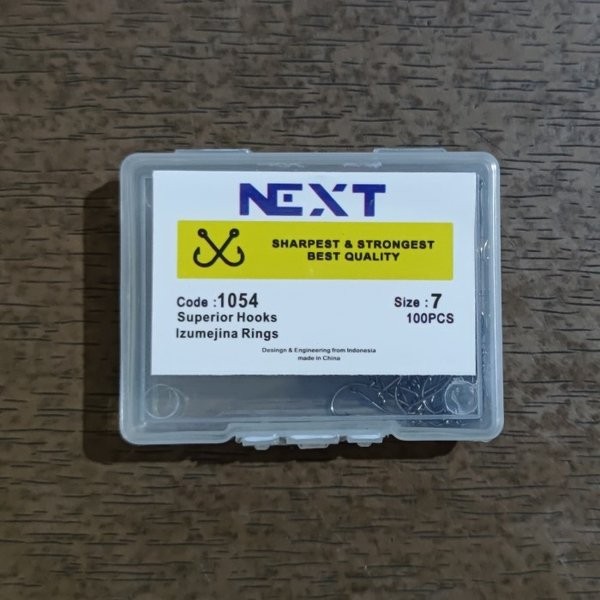 NEXT
SHARPEST & STRONGEST
BEST QUALITY
Code :1054
Size : 7
Superior Hooks
100PCS
Izumejina Rings
Desingn & Engineering from Indonesia
made in China